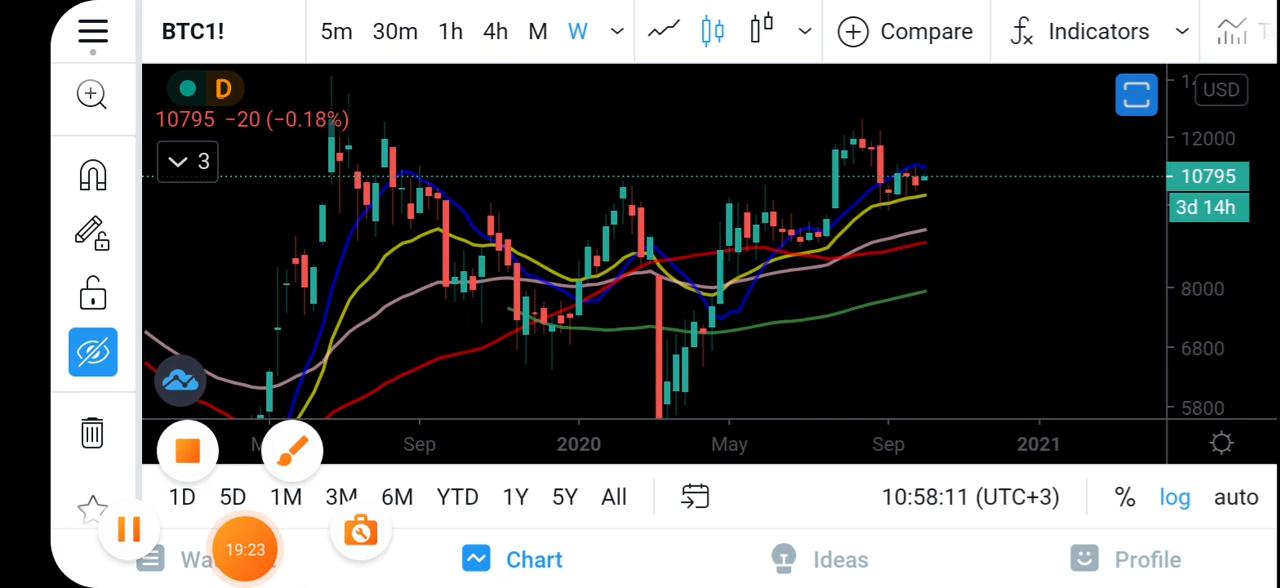 BTC1! 5m 30m 1h 4h M W Compare Indicators
D USD
10795 −20 (−0.18%)
12000
3
10795
3d 14h
8000
6800
5800
Sep 2020 May Sep 2021
1D 5D 1M 3M 6M YTD 1Y 5Y All 10:58:11 (UTC+3) % log auto
19:23
Chart Ideas Profile